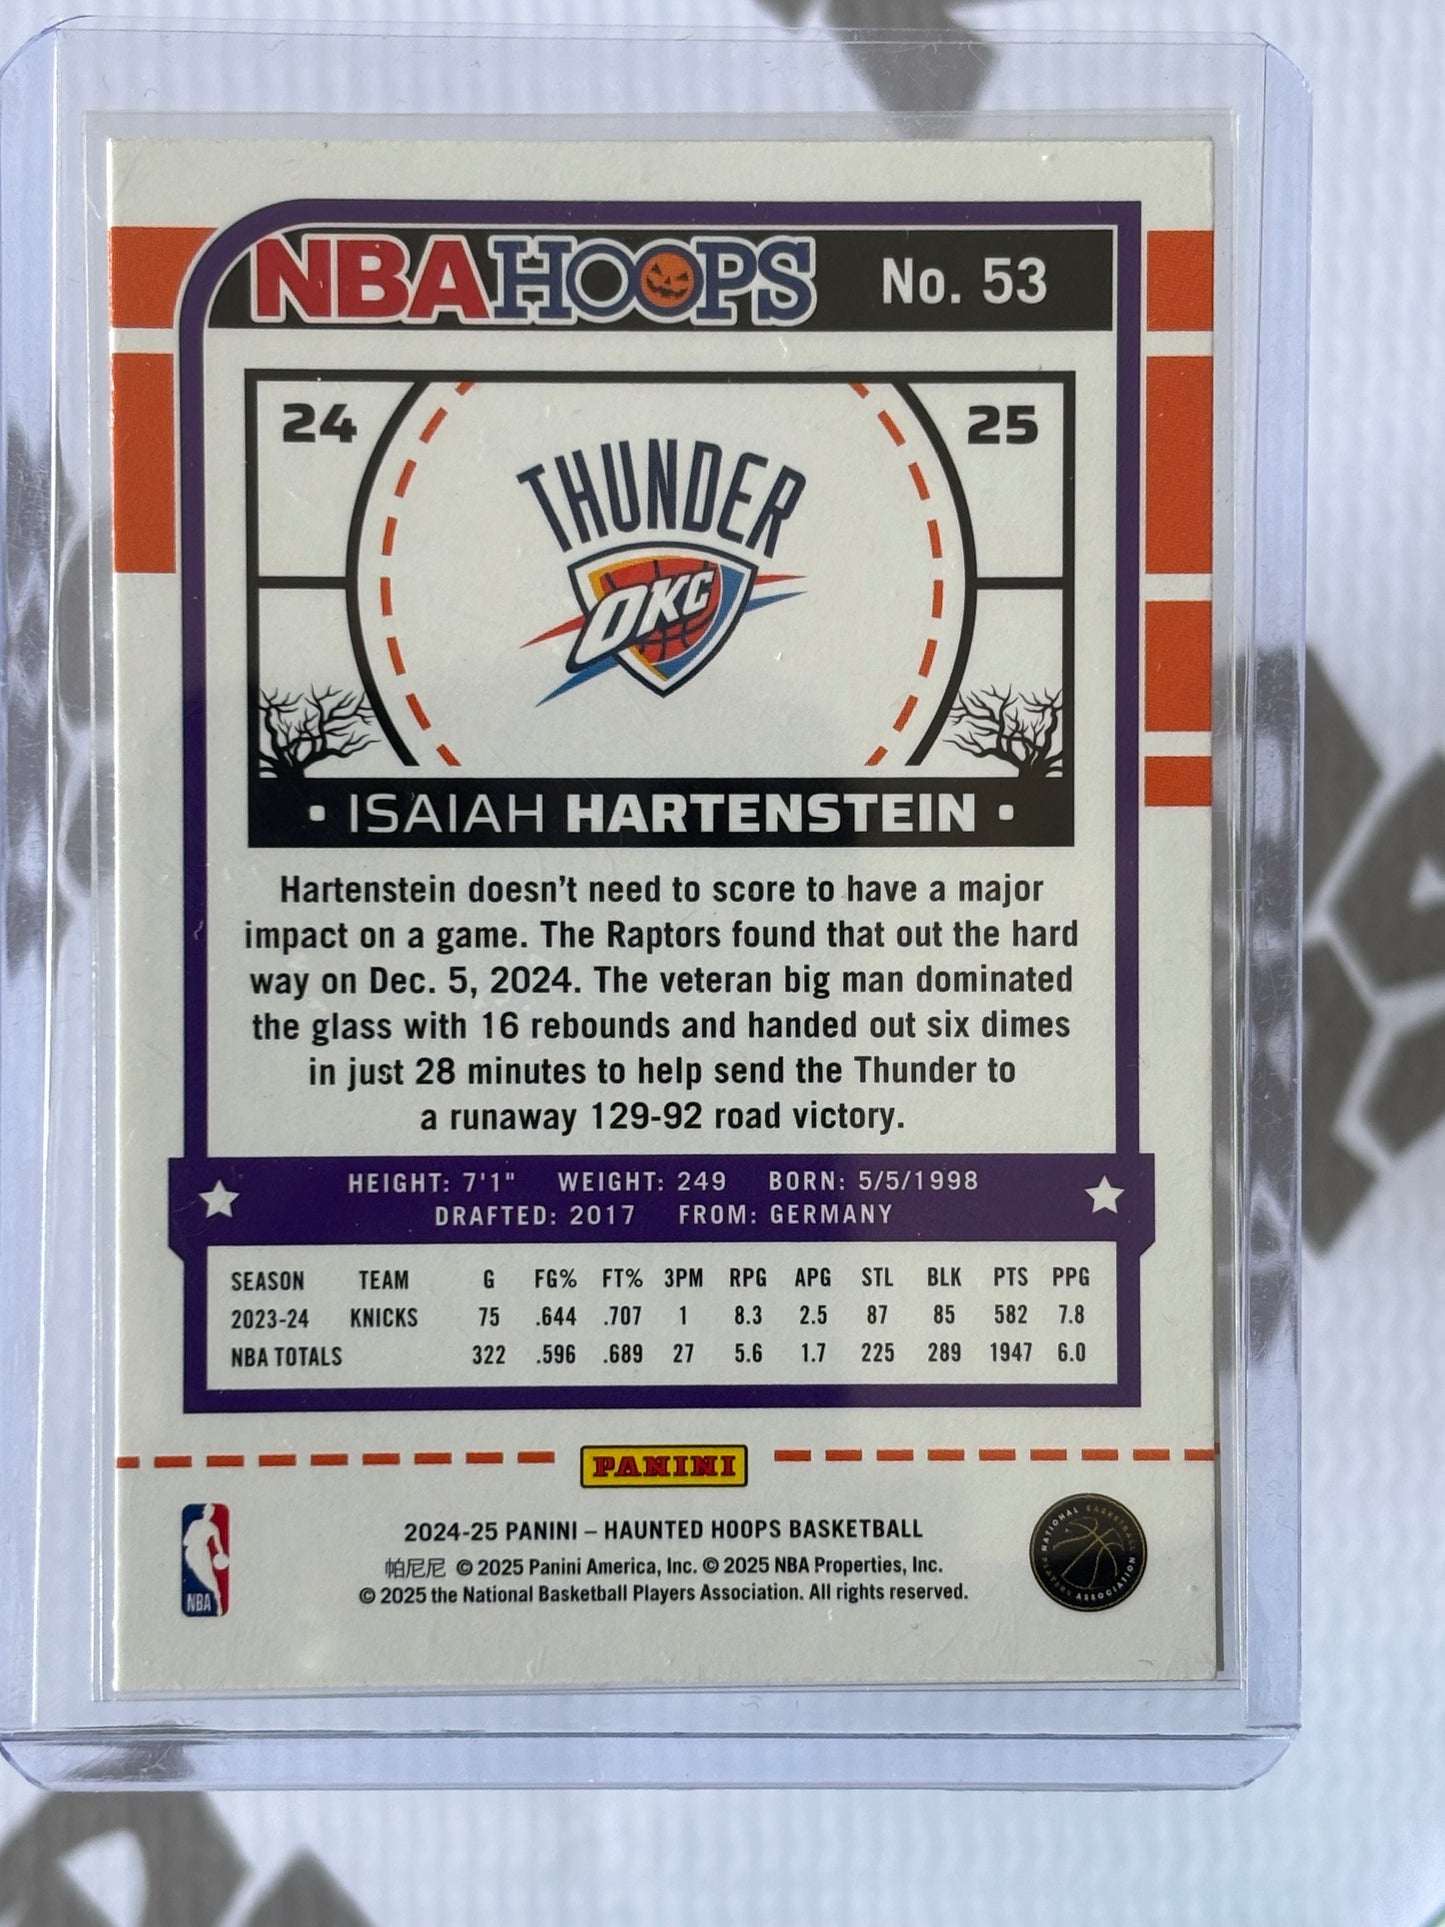 NBA HOOPS No. 53
24 25
THUNDER
OKC
• ISAIAH HARTENSTEIN •
Hartenstein doesn't need to score to have a major
impact on a game. The Raptors found that out the hard
way on Dec. 5, 2024. The veteran big man dominated
the glass with 16 rebounds and handed out six dimes
in just 28 minutes to help send the Thunder to
a runaway 129-92 road victory.
HEIGHT: 7'1" WEIGHT: 249 BORN: 5/5/1998
DRAFTED: 2017 FROM: GERMANY
SEASON TEAM G FG% FT% 3PM RPG APG STL BLK PTS PPG
2023-24 KNICKS 75 .644 .707 1 8.3 2.5 87 85 582 7.8
NBA TOTALS 322 .596 .689 27 5.6 1.7 225 289 1947 6.0
PANINI
2024-25 PANINI – HAUNTED HOOPS BASKETBALL
帕尼尼 © 2025 Panini America, Inc. © 2025 NBA Properties, Inc.
© 2025 the National Basketball Players Association. All rights reserved.
NBA
NATIONAL BASKETBALL PLAYERS ASSOCIATION